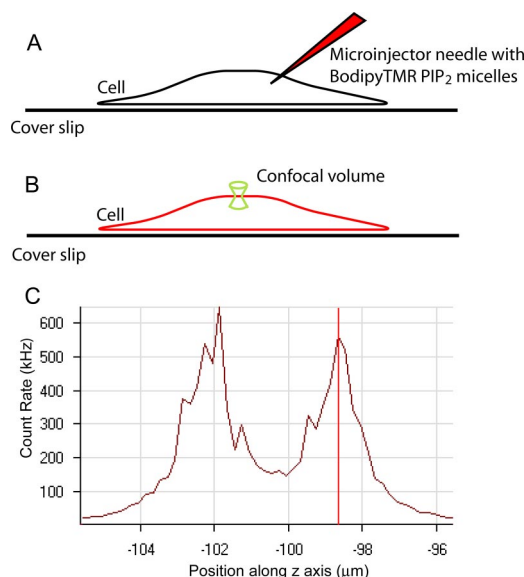 A
Microinjector needle with
BodipyTMR PIP₂ micelles
Cell
Cover slip
B
Confocal volume
Cell
Cover slip
C
Count Rate (kHz)
600
500
400
300
200
100
-104
-102
-100
-98
-96
Position along z axis (μm)